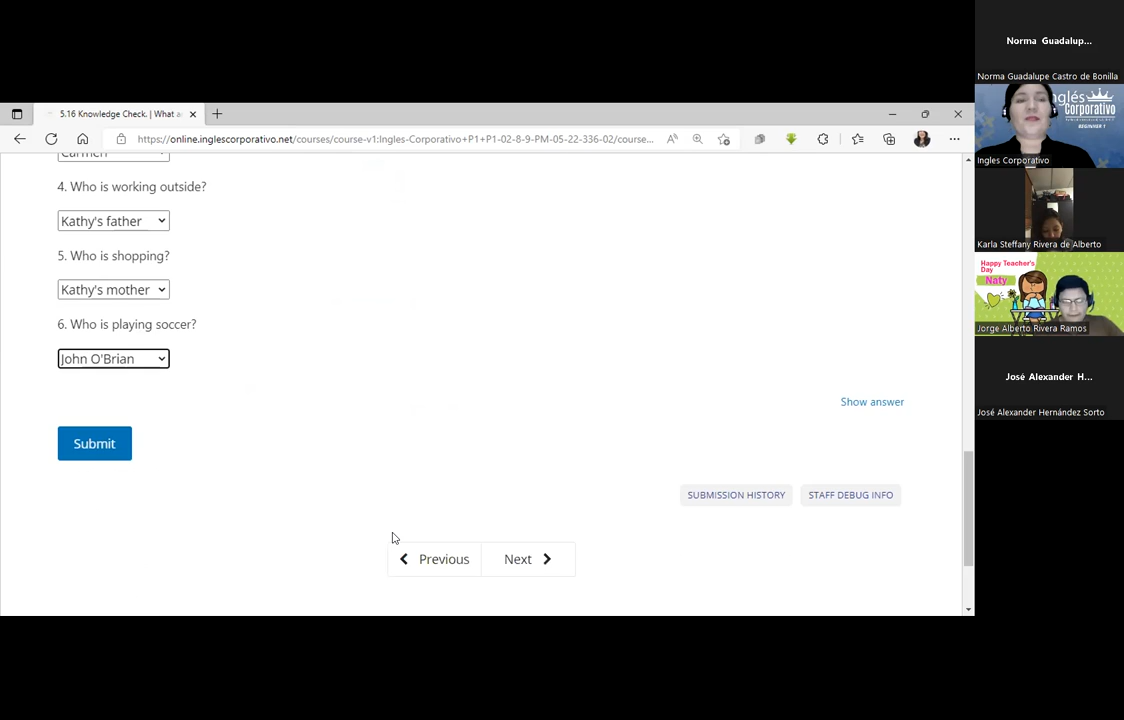 5.16 Knowledge Check. | What a
https://online.inglescorporativo.net/courses/course-v1:Ingles-Corporativo+P1+P1-02-8-9-PM-05-22-336-02/course...
Carmen
4. Who is working outside?
Kathy's father
5. Who is shopping?
Kathy's mother
6. Who is playing soccer?
John O'Brian
Show answer
Submit
SUBMISSION HISTORY
STAFF DEBUG INFO
Previous
Next
Norma Guadalup...
Norma Guadalupe Castro de Bonilla
Inglés
Corporativo
BEGINNER 1
Ingles Corporativo
Karla Steffany Rivera de Alberto
Happy Teacher's
Day
Naty
Jorge Alberto Rivera Ramos
José Alexander H...
José Alexander Hernández Sorto